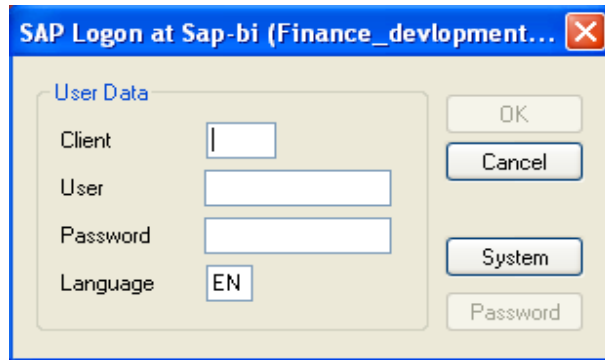 SAP Logon at Sap-bi (Finance_devlopment...
User Data
Client
User
Password
Language EN
OK
Cancel
System
Password